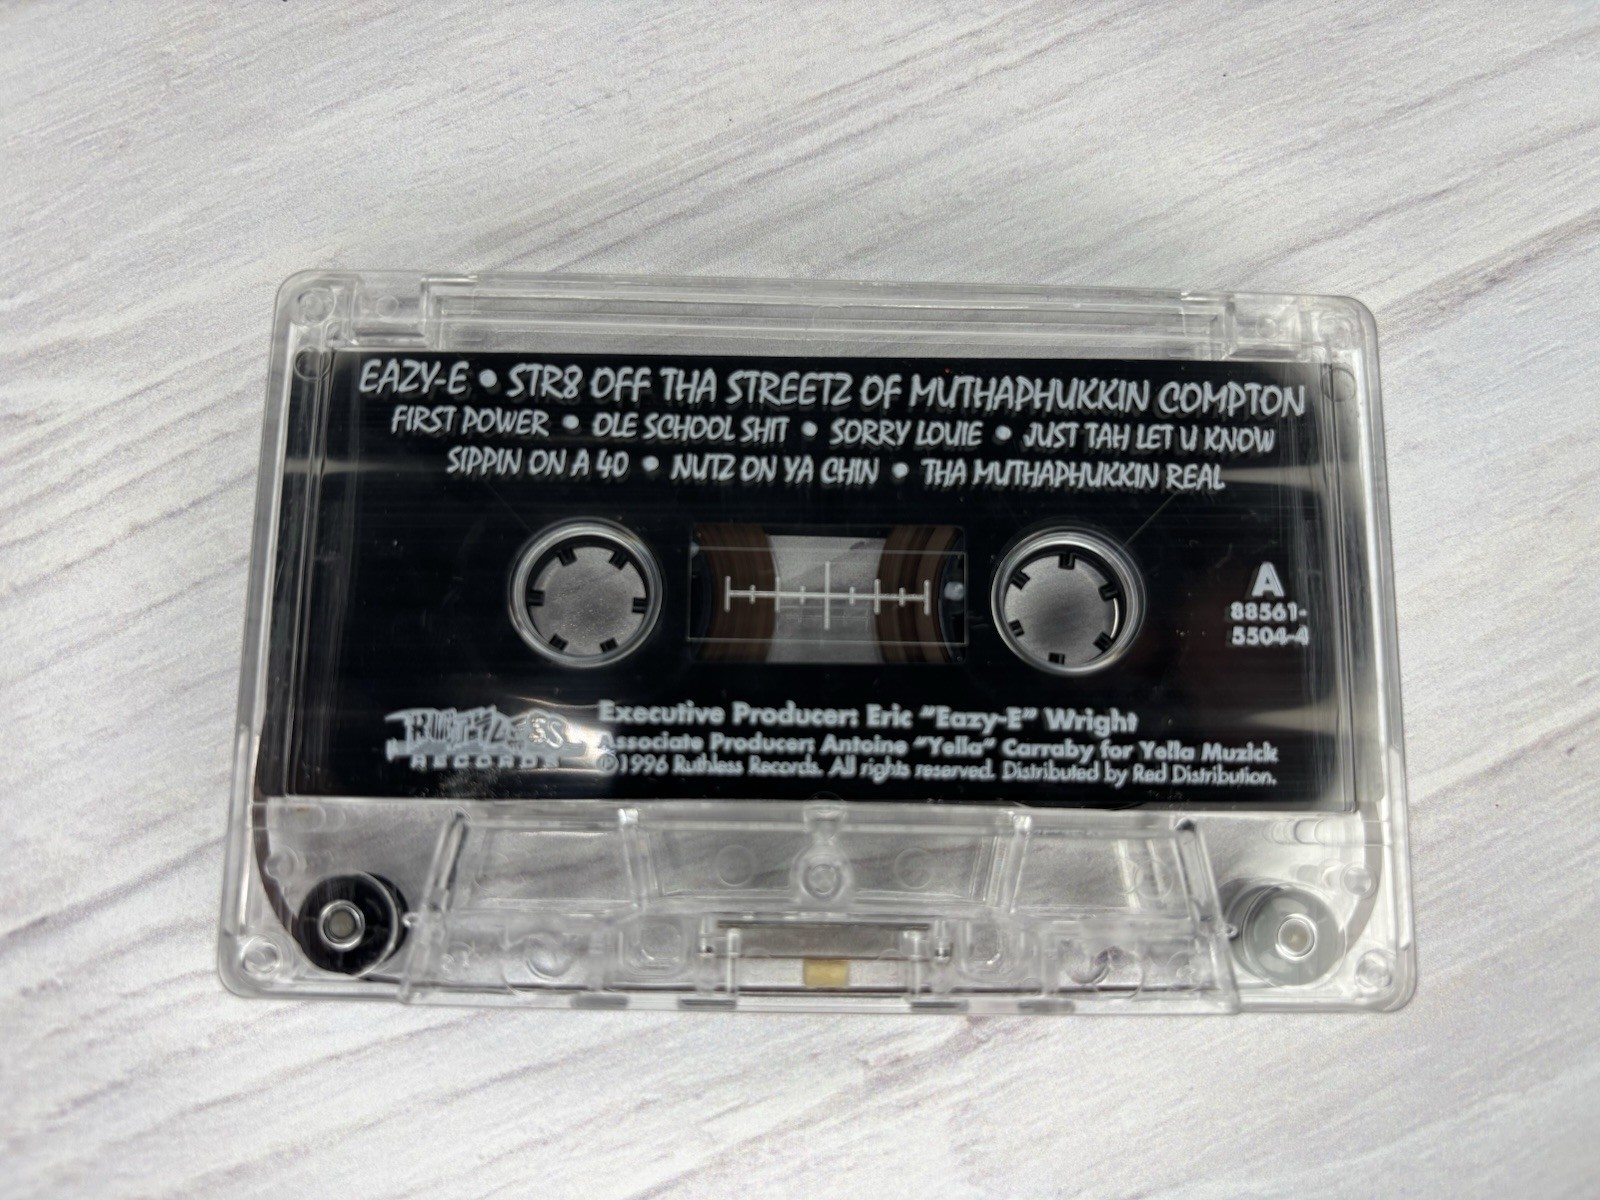 EAZY-E • STR8 OFF THA STREETZ OF MUTHAPHUKKIN COMPTON
FIRST POWER • OLE SCHOOL SHIT • SORRY LOUIE • JUST TAH LET U KNOW
SIPPIN ON A 40 • NUTZ ON YA CHIN • THA MUTHAPHUKKIN REAL
A
88561-
5504-4
RUTHLESS
RECORDS
Executive Producer: Eric "Eazy-E" Wright
Associate Producer: Antoine "Yella" Carraby for Yella Muzick
℗1996 Ruthless Records. All rights reserved. Distributed by Red Distribution.